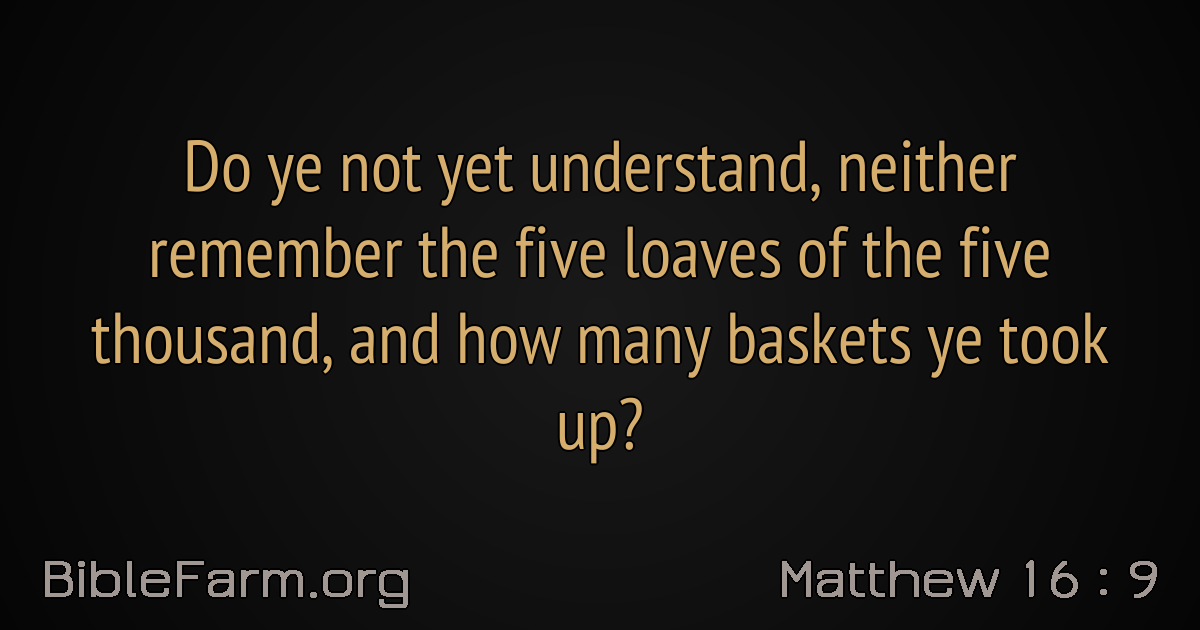 Do ye not yet understand, neither
remember the five loaves of the five
thousand, and how many baskets ye took
up?
BibleFarm.org
Matthew 16 : 9